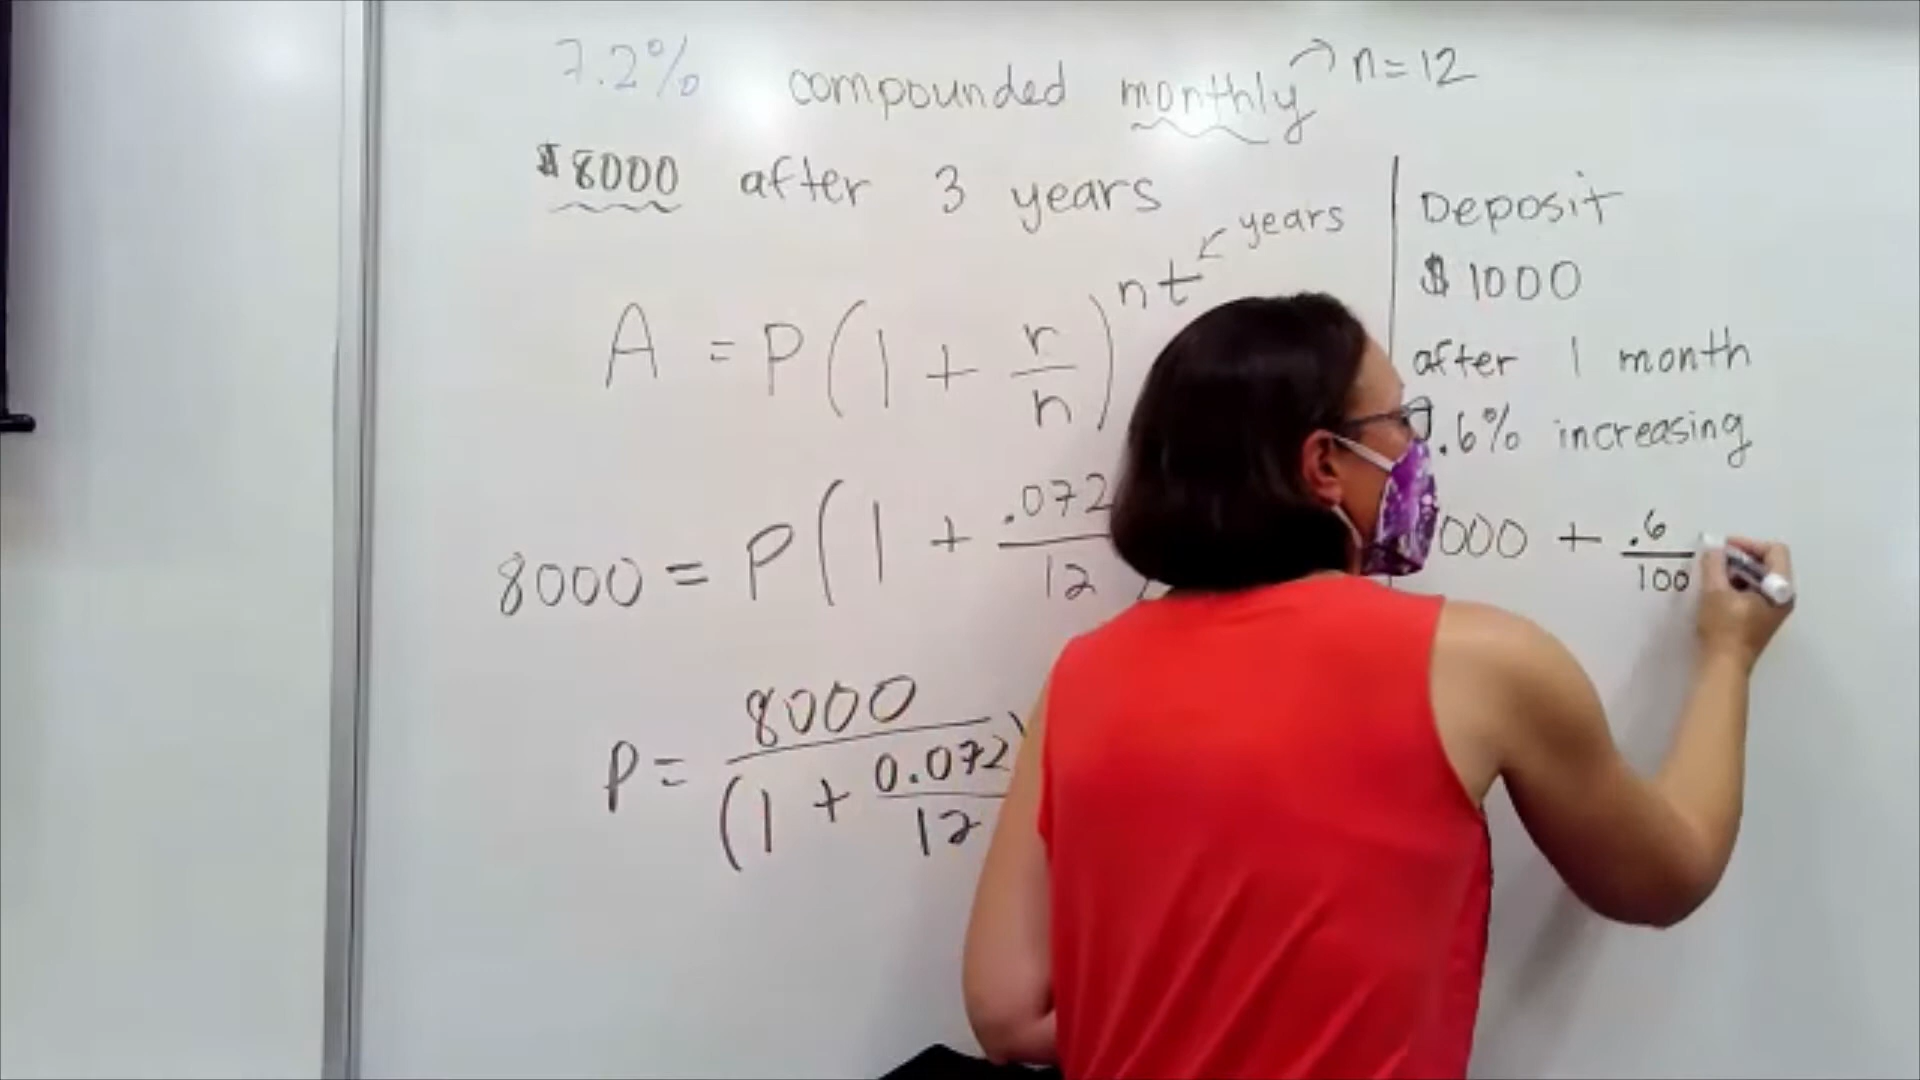 7.2% compounded monthly → n=12
$8000 after 3 years
A = P(1 + r/n)^nt ← years
8000 = P(1 + .072/12
P = 8000/(1 + 0.072/12)
Deposit
$1000
after 1 month
.6% increasing
000 + .6/100